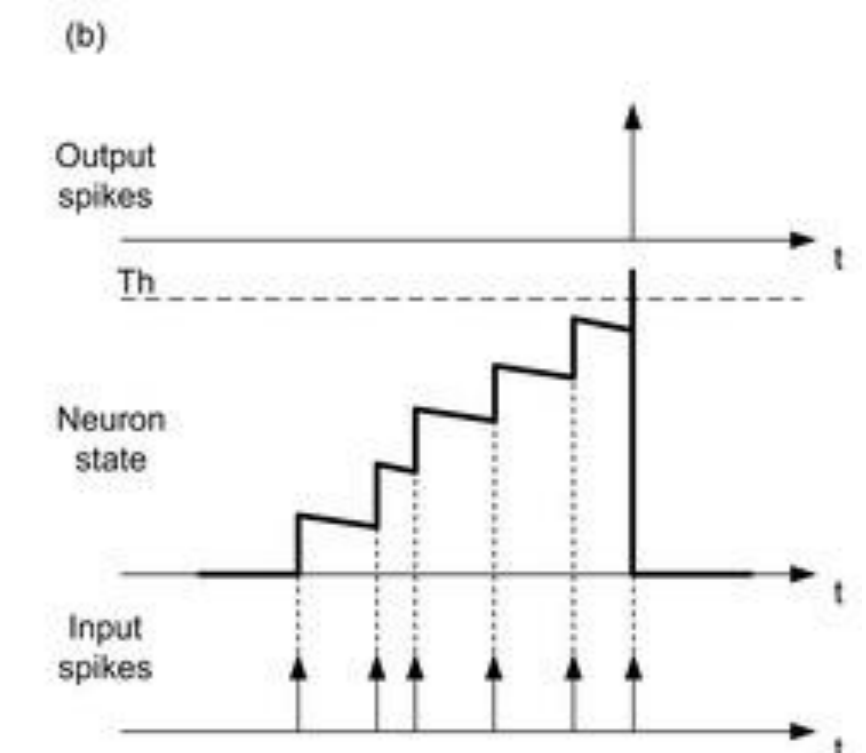 (b)
Output
spikes
t
Th
Neuron
state
t
Input
spikes
t